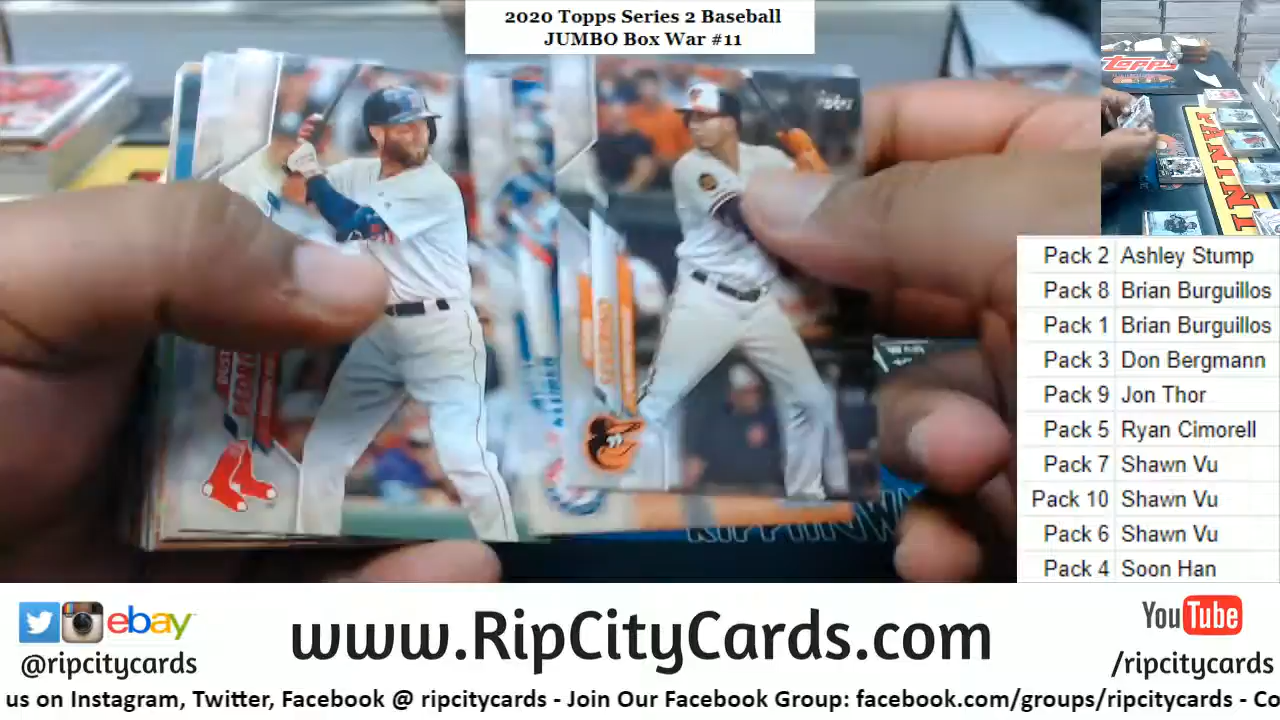 2020 Topps Series 2 Baseball
JUMBO Box War #11
topps
PANINI
Pack 2 Ashley Stump
Pack 8 Brian Burguillos
Pack 1 Brian Burguillos
Pack 3 Don Bergmann
Pack 9 Jon Thor
Pack 5 Ryan Cimorell
Pack 7 Shawn Vu
Pack 10 Shawn Vu
Pack 6 Shawn Vu
Pack 4 Soon Han
ebay
@ripcitycards
www.RipCityCards.com
YouTube
/ripcitycards
us on Instagram, Twitter, Facebook @ ripcitycards - Join Our Facebook Group: facebook.com/groups/ripcitycards - Co